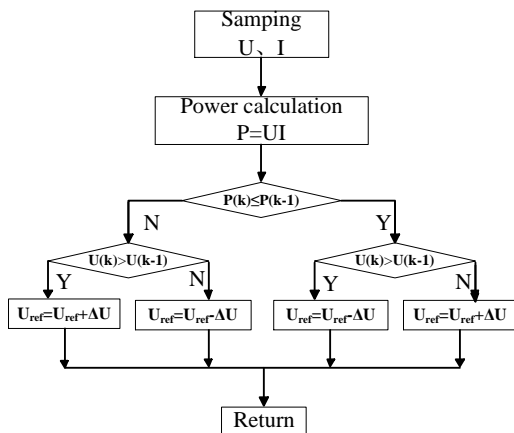 Samping
U、I
Power calculation
P=UI
P(k)≤P(k-1)
N
Y
U(k)>U(k-1)
U(k)>U(k-1)
Y
N
Y
N
Uref=Uref+ΔU
Uref=Uref-ΔU
Uref=Uref-ΔU
Uref=Uref+ΔU
Return